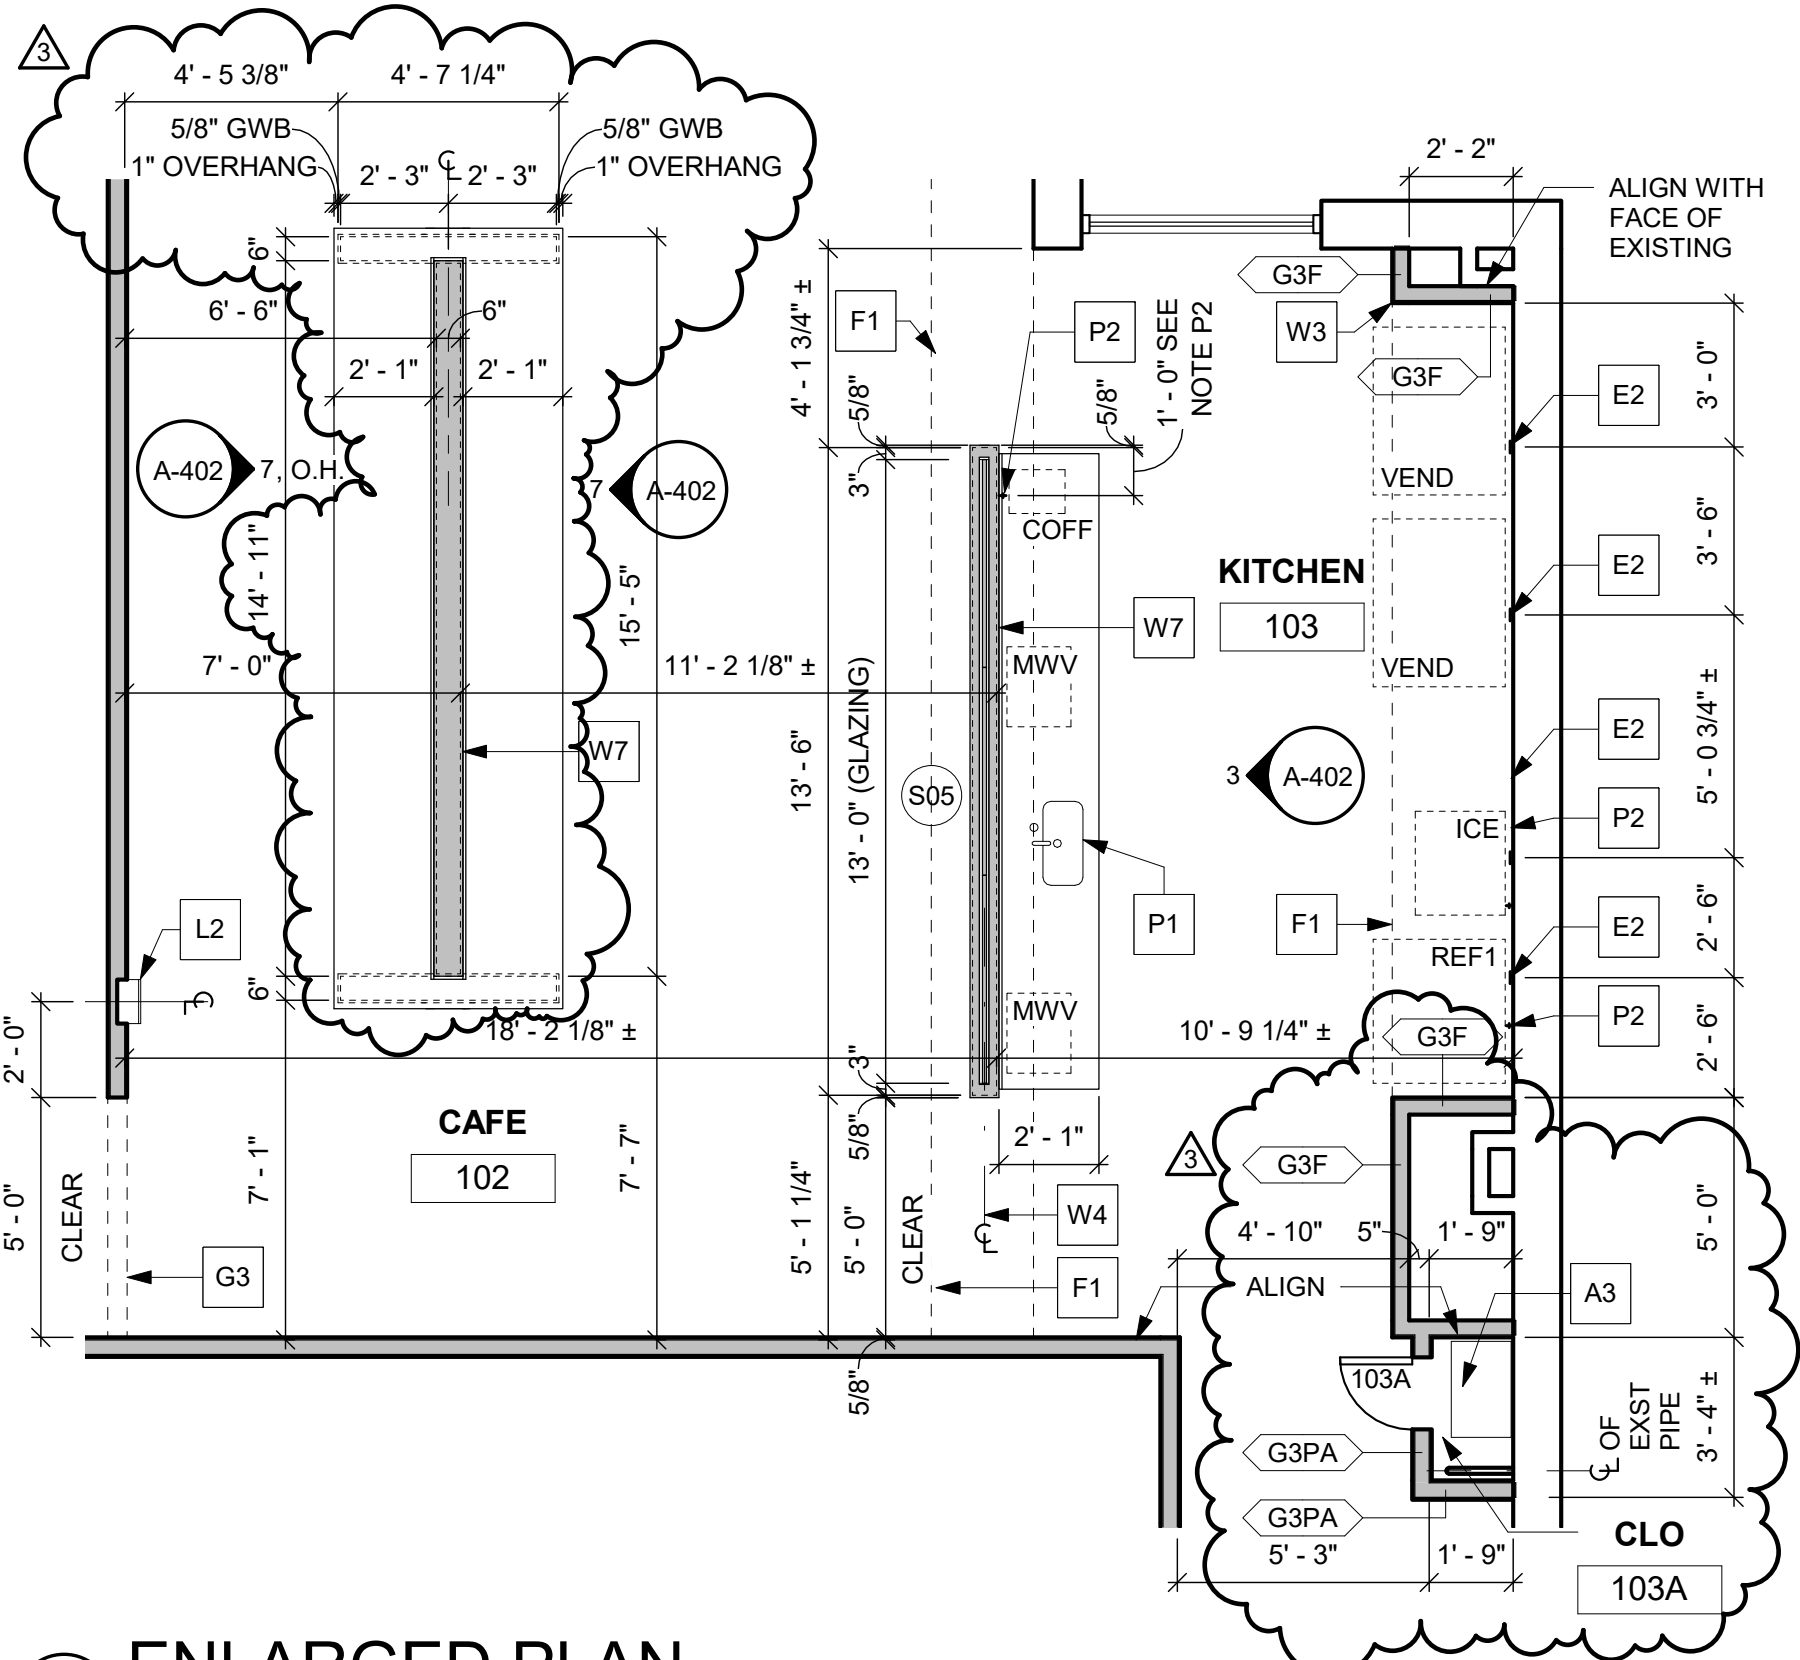 3
4' - 5 3/8"
4' - 7 1/4"
5/8" GWB
5/8" GWB
1" OVERHANG
1" OVERHANG
2' - 3"
℄
2' - 3"
2' - 2"
ALIGN WITH
FACE OF
EXISTING
6"
6' - 6"
6"
2' - 1"
2' - 1"
4' - 1 3/4" ±
F1
5/8"
P2
5/8"
1' - 0" SEE
NOTE P2
G3F
W3
G3F
3' - 0"
E2
A-402
7, O.H.
7
A-402
3"
COFF
VEND
3' - 6"
14' - 11"
15' - 5"
KITCHEN
103
E2
W7
7' - 0"
11' - 2 1/8" ±
MWV
VEND
W7
13' - 6"
13' - 0" (GLAZING)
S05
3
A-402
E2
5' - 0 3/4" ±
ICE
P2
P1
F1
L2
REF1
E2
2' - 6"
6"
℄
18' - 2 1/8" ±
MWV
10' - 9 1/4" ±
G3F
P2
2' - 6"
2' - 0"
3"
CAFE
102
5/8"
2' - 1"
3
G3F
7' - 1"
7' - 7"
5' - 0"
CLEAR
5' - 1 1/4"
5' - 0"
CLEAR
W4
℄
4' - 10"
5"
1' - 9"
5' - 0"
G3
F1
ALIGN
A3
5/8"
103A
℄ OF
EXST
PIPE
3' - 4" ±
G3PA
G3PA
CLO
103A
5' - 3"
1' - 9"
ENLARGED PLAN